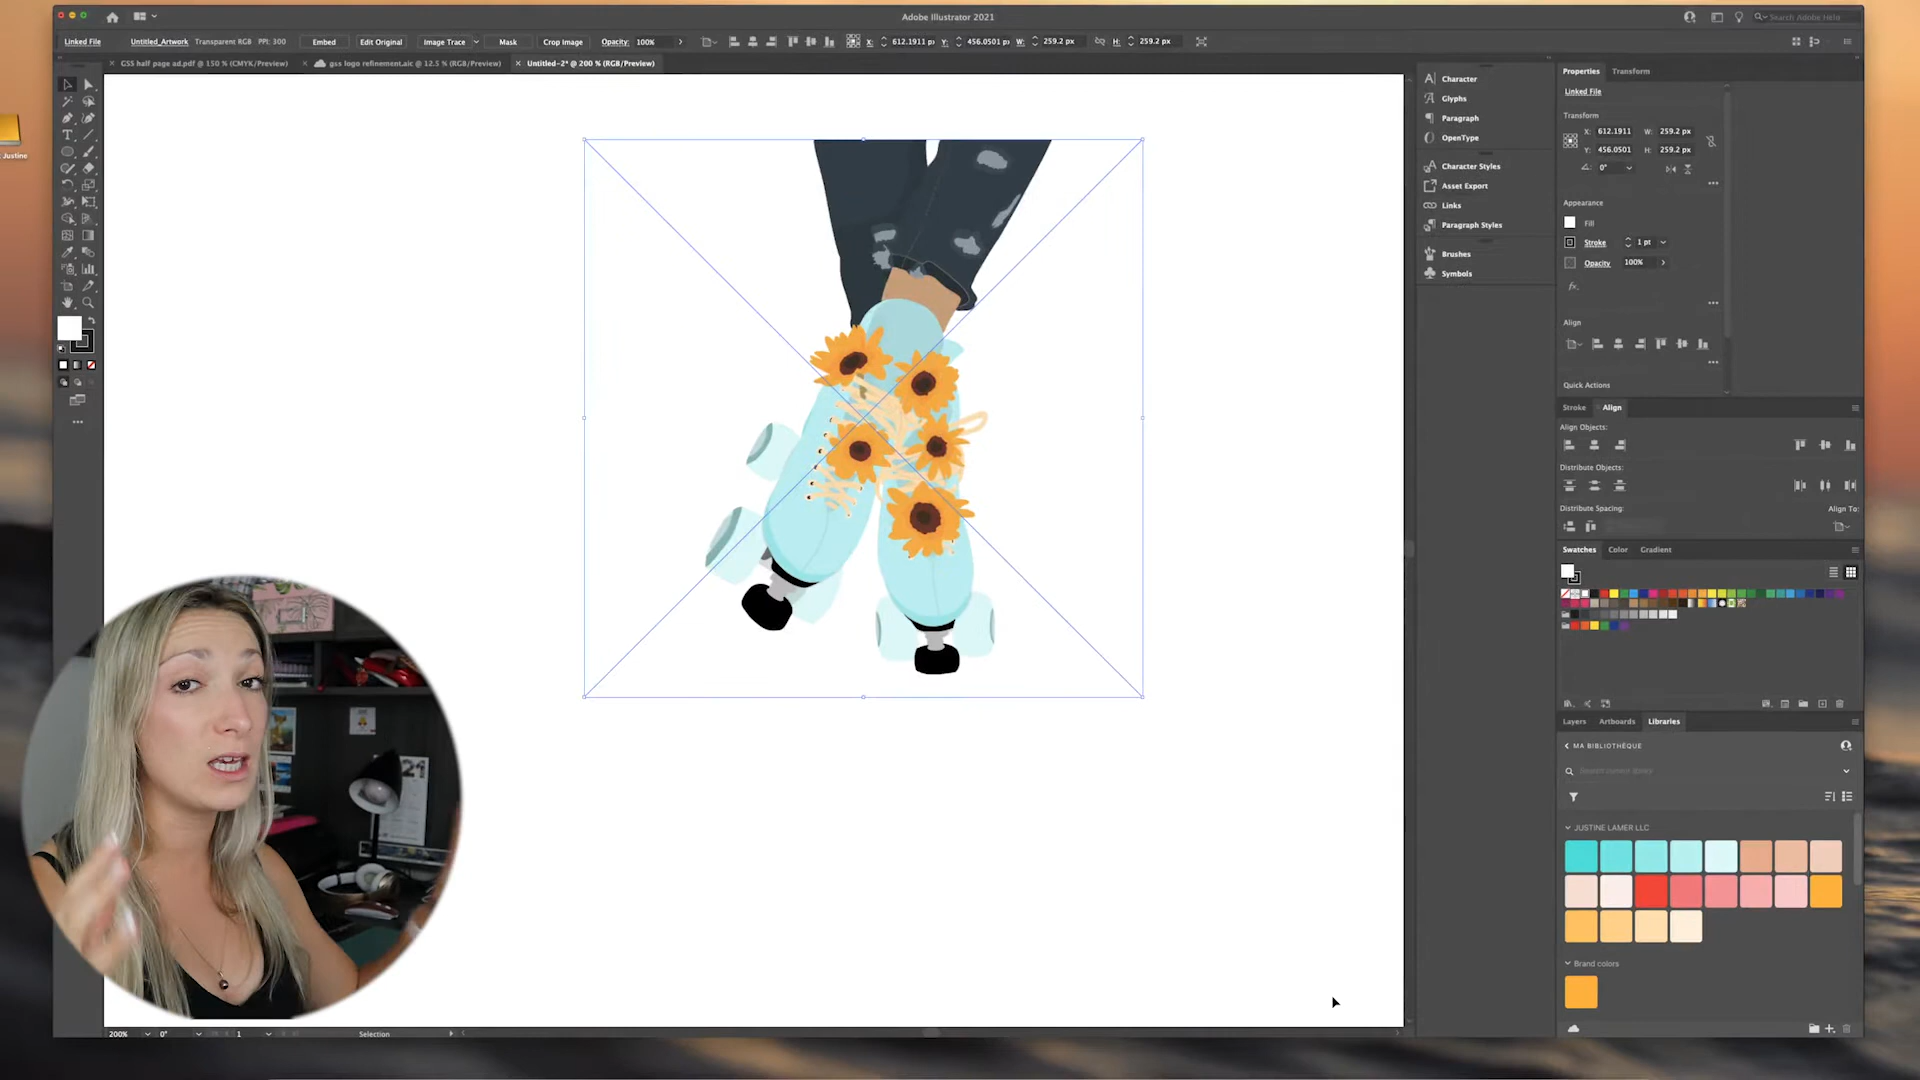 Adobe Illustrator 2021
Search Adobe Help
Linked File
Untitled_Artwork
Transparent RGB
PPI: 300
Embed
Edit Original
Image Trace
Mask
Crop Image
Opacity:
100%
X:
612.1911 p
Y:
456.0501 p
W:
259.2 px
H:
259.2 px
GSS half page ad.pdf @ 150 % (CMYK/Preview)
gss logo refinement.aic @ 12.5 % (RGB/Preview)
Untitled-2* @ 200 % (RGB/Preview)
Justine
Character
Glyphs
Paragraph
OpenType
Character Styles
Asset Export
Links
Paragraph Styles
Brushes
Symbols
Properties
Transform
Linked File
Transform
X:
612.1911
W:
259.2 px
Y:
456.0501
H:
259.2 px
0°
Appearance
Fill
Stroke
1 pt
Opacity
100%
fx.
Align
Quick Actions
Stroke
Align
Align Objects:
Distribute Objects:
Distribute Spacing:
Align To:
Swatches
Color
Gradient
Layers
Artboards
Libraries
MA BIBLIOTHÈQUE
JUSTINE LAMER LLC
Brand colors
21
200%
0°
1
Selection